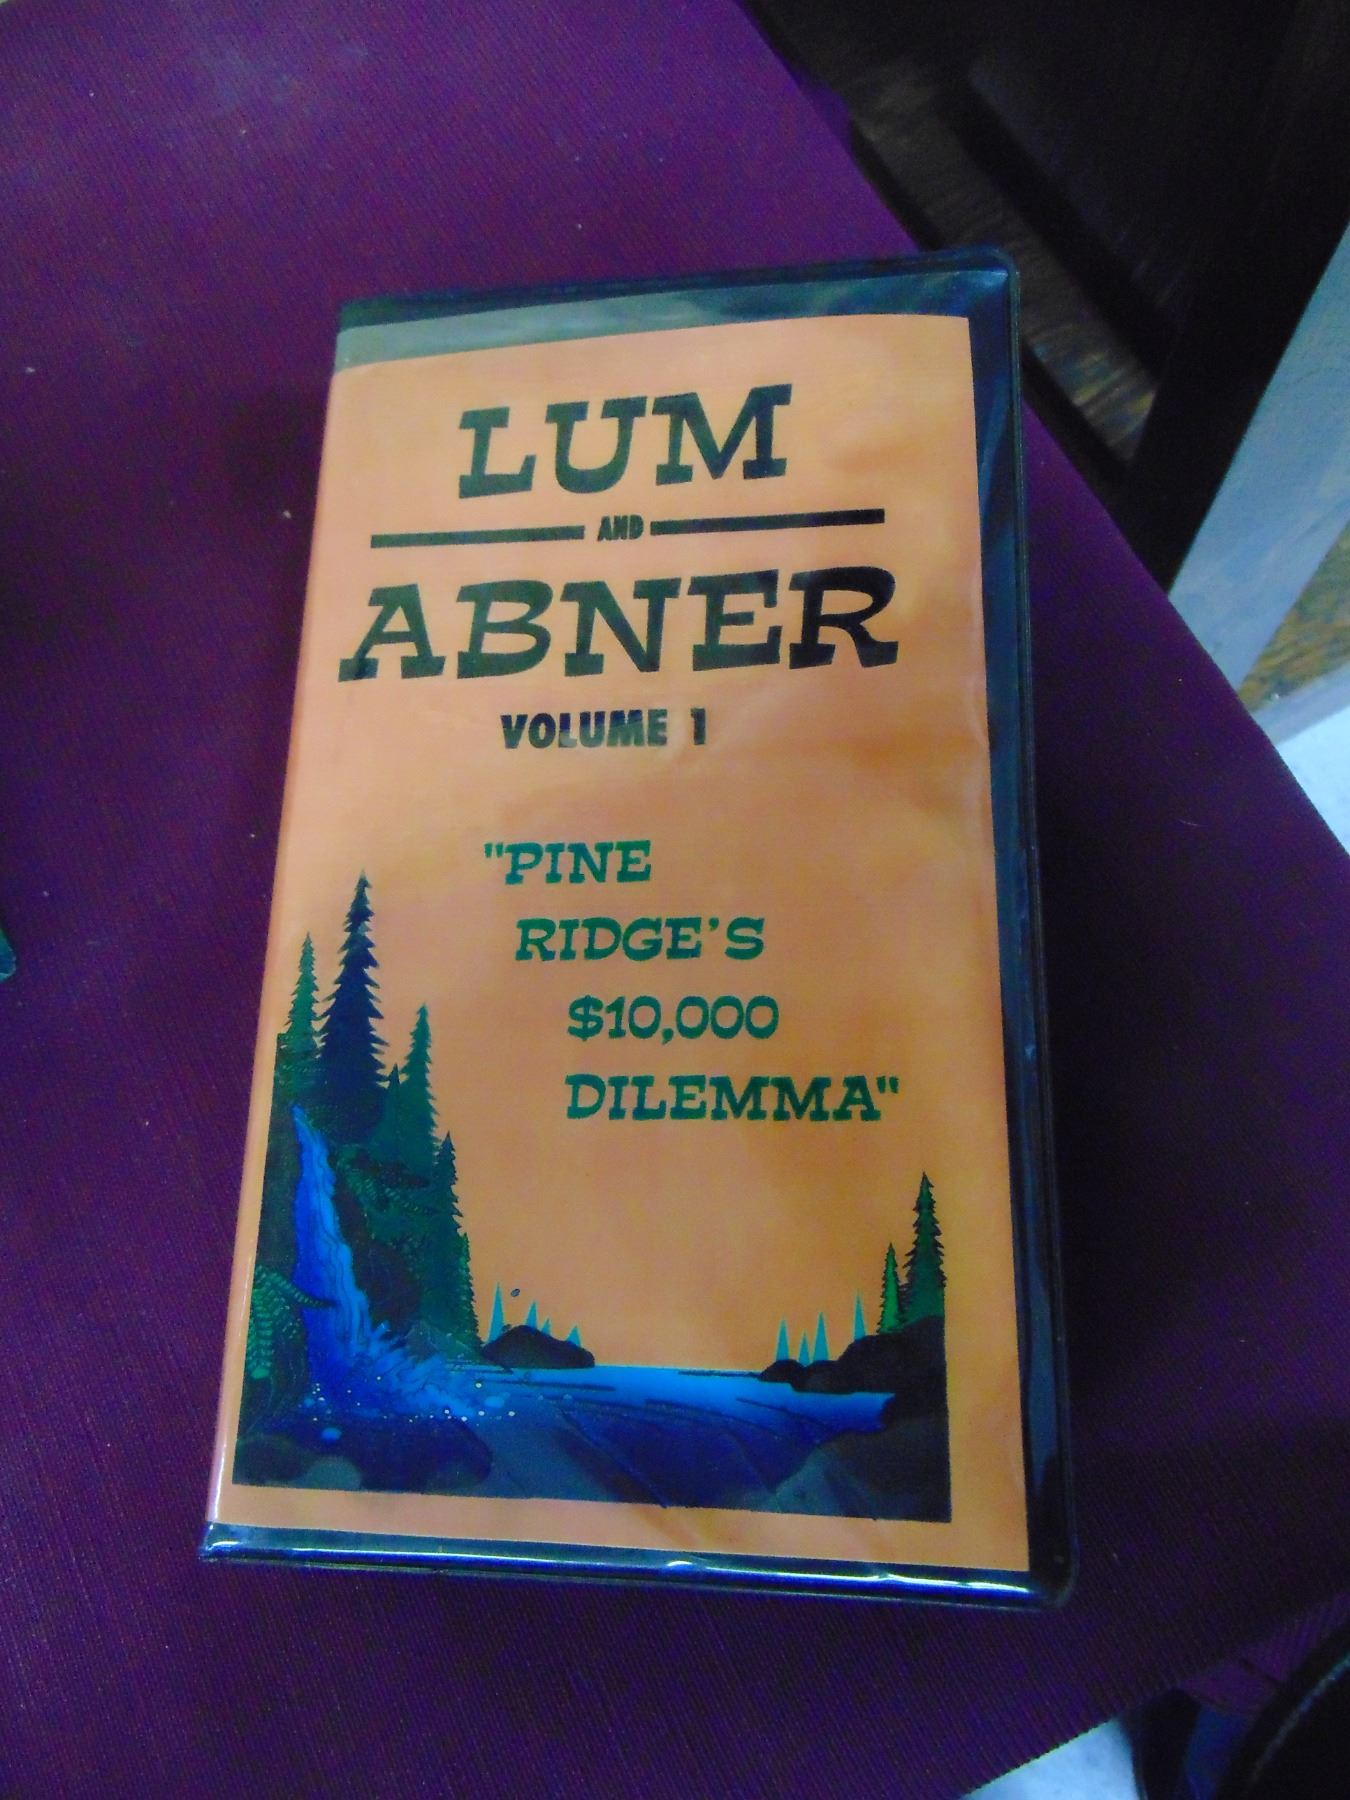 LUM
AND
ABNER
VOLUME 1
"PINE
RIDGE'S
$10,000
DILEMMA"